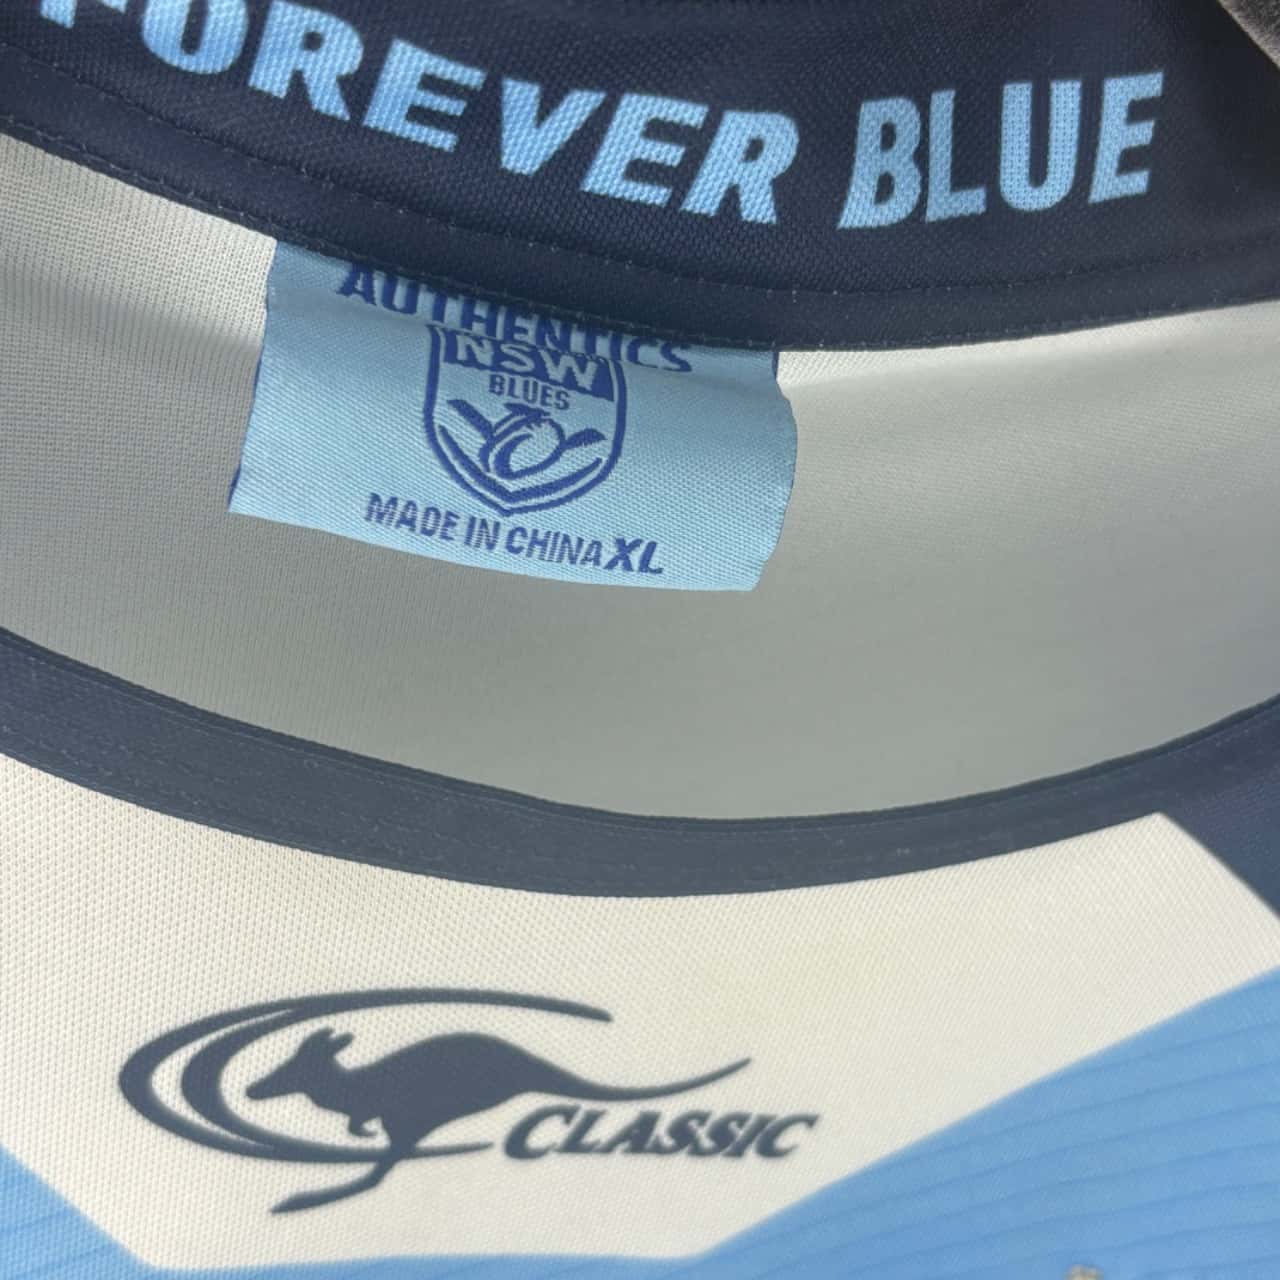 FOREVER BLUE
AUTHENTICS
NSW
BLUES
MADE IN CHINA XL
CLASSIC